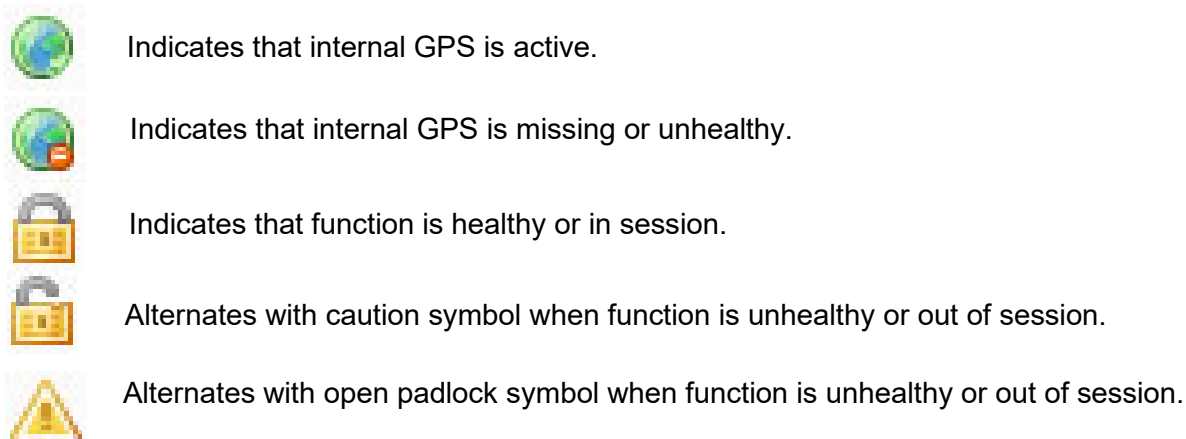 Indicates that internal GPS is active.
Indicates that internal GPS is missing or unhealthy.
Indicates that function is healthy or in session.
Alternates with caution symbol when function is unhealthy or out of session.
Alternates with open padlock symbol when function is unhealthy or out of session.